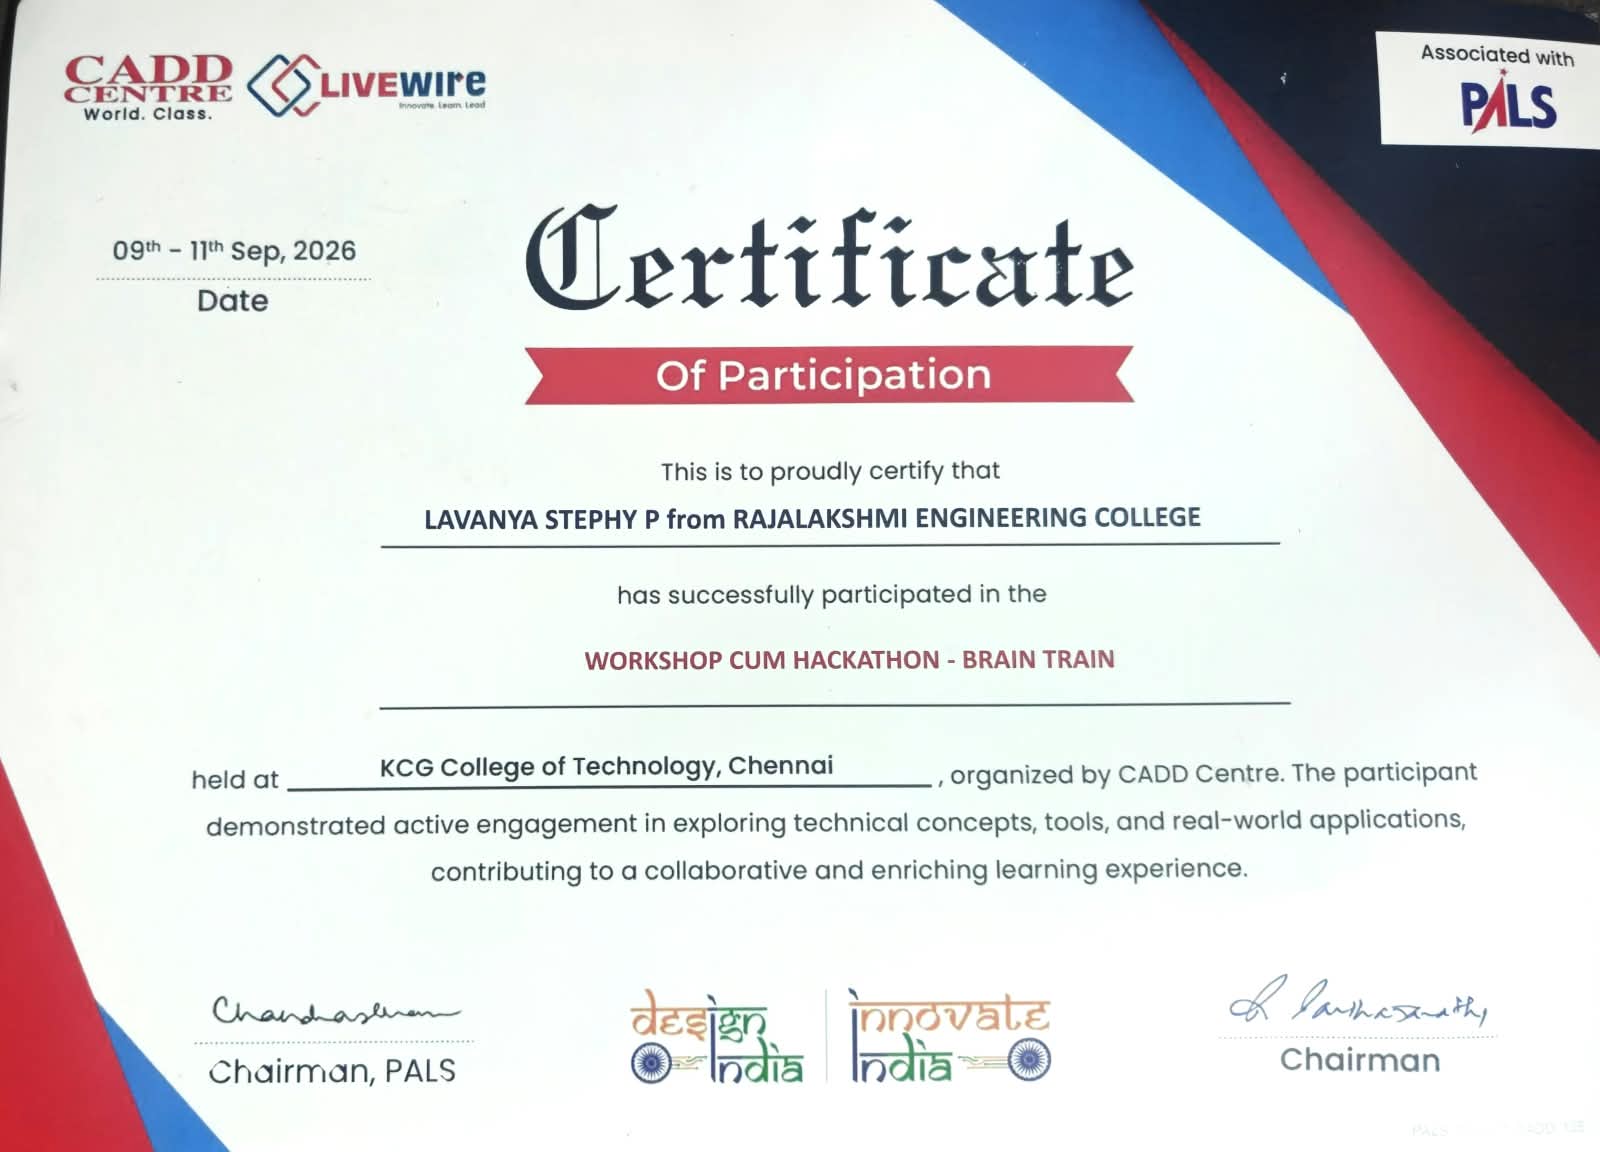 CADD
CENTRE
World. Class.
LIVEWIRE
Innovate. Learn. Lead
Associated with
PALS
09th - 11th Sep, 2026
Date
Certificate
Of Participation
This is to proudly certify that
LAVANYA STEPHY P from RAJALAKSHMI ENGINEERING COLLEGE
has successfully participated in the
WORKSHOP CUM HACKATHON - BRAIN TRAIN
held at KCG College of Technology, Chennai, organized by CADD Centre. The participant
demonstrated active engagement in exploring technical concepts, tools, and real-world applications,
contributing to a collaborative and enriching learning experience.
Chairman, PALS
design
India
innovate
India
Chairman